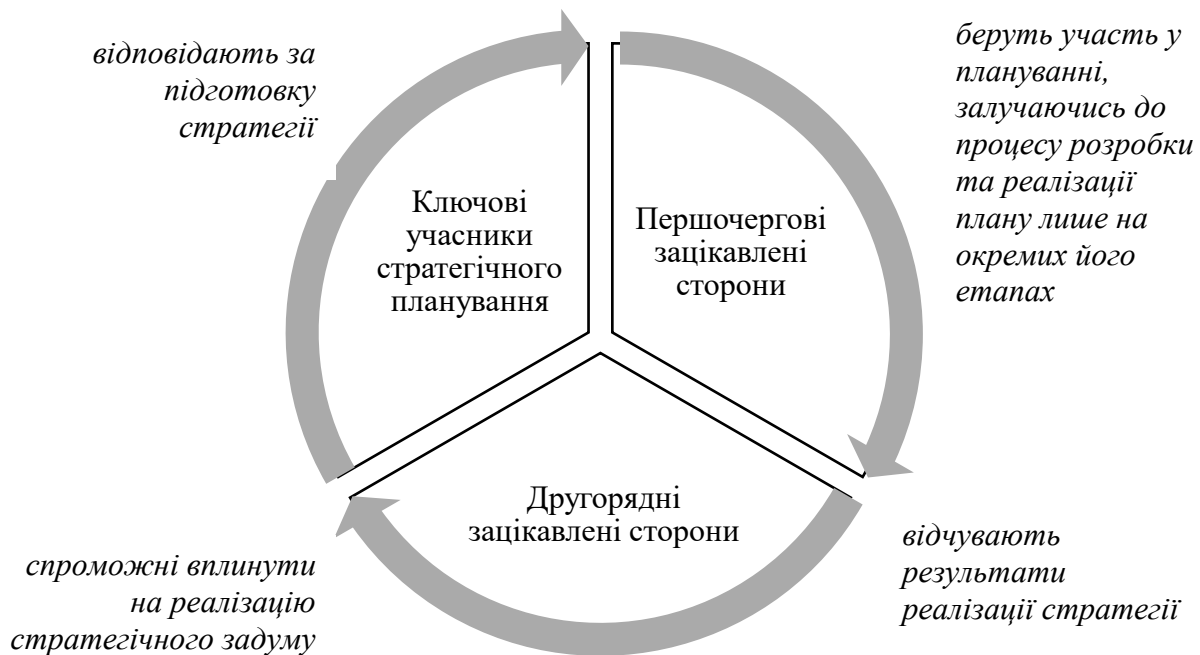 відповідають за
підготовку
стратегії
беруть участь у
плануванні,
залучаючись до
процесу розробки
та реалізації
плану лише на
окремих його
етапах
Ключові
учасники
стратегічного
планування
Першочергові
зацікавлені
сторони
Другорядні
зацікавлені сторони
спроможні вплинути
на реалізацію
стратегічного задуму
відчувають
результати
реалізації стратегії